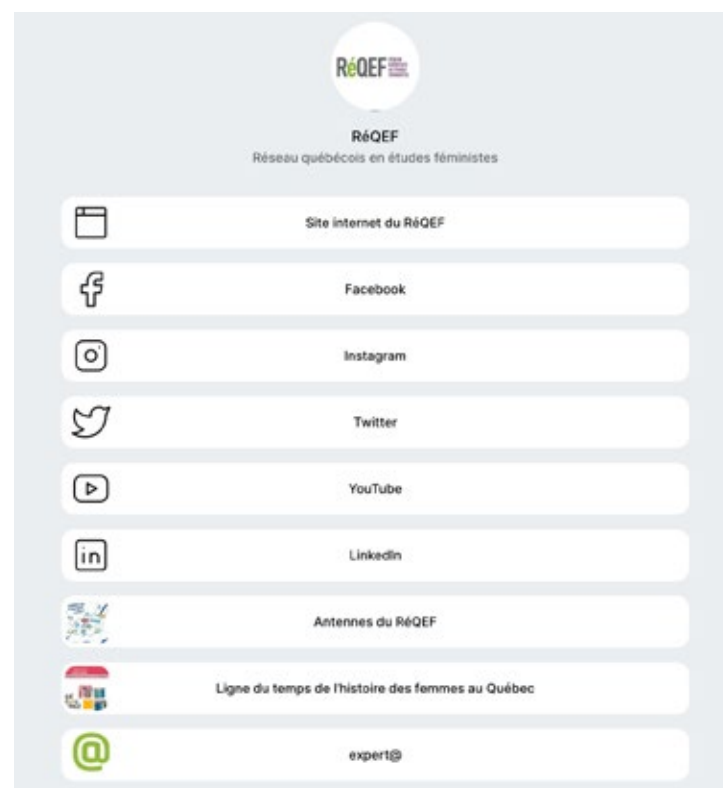 RéQEF
RéQEF
Réseau québécois en études féministes
Site internet du RéQEF
Facebook
Instagram
Twitter
YouTube
in
LinkedIn
Antennes du RéQEF
Ligne du temps de l'histoire des femmes au Québec
@
expert@